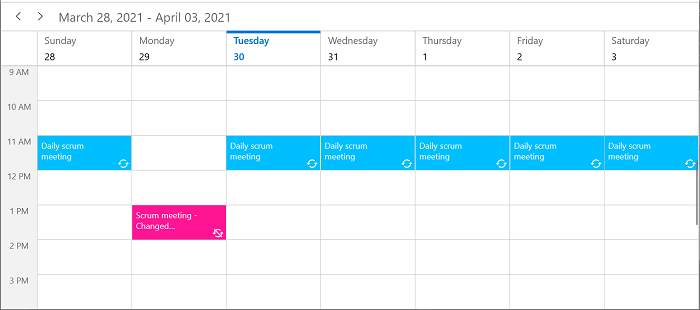 March 28, 2021 - April 03, 2021
Sunday Monday Tuesday Wednesday Thursday Friday Saturday
28 29 30 31 1 2 3
9 AM
10 AM
11 AM
Daily scrum Daily scrum Daily scrum Daily scrum Daily scrum Daily scrum
meeting meeting meeting meeting meeting meeting
12 PM
1 PM
Scrum meeting -
Changed...
2 PM
3 PM